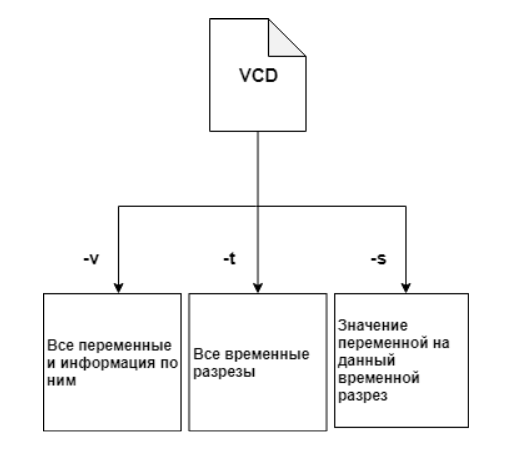 VCD
-v
-t
-s
Все переменные
и информация по
ним
Все временные
разрезы
Значение
переменной на
данный
временной
разрез